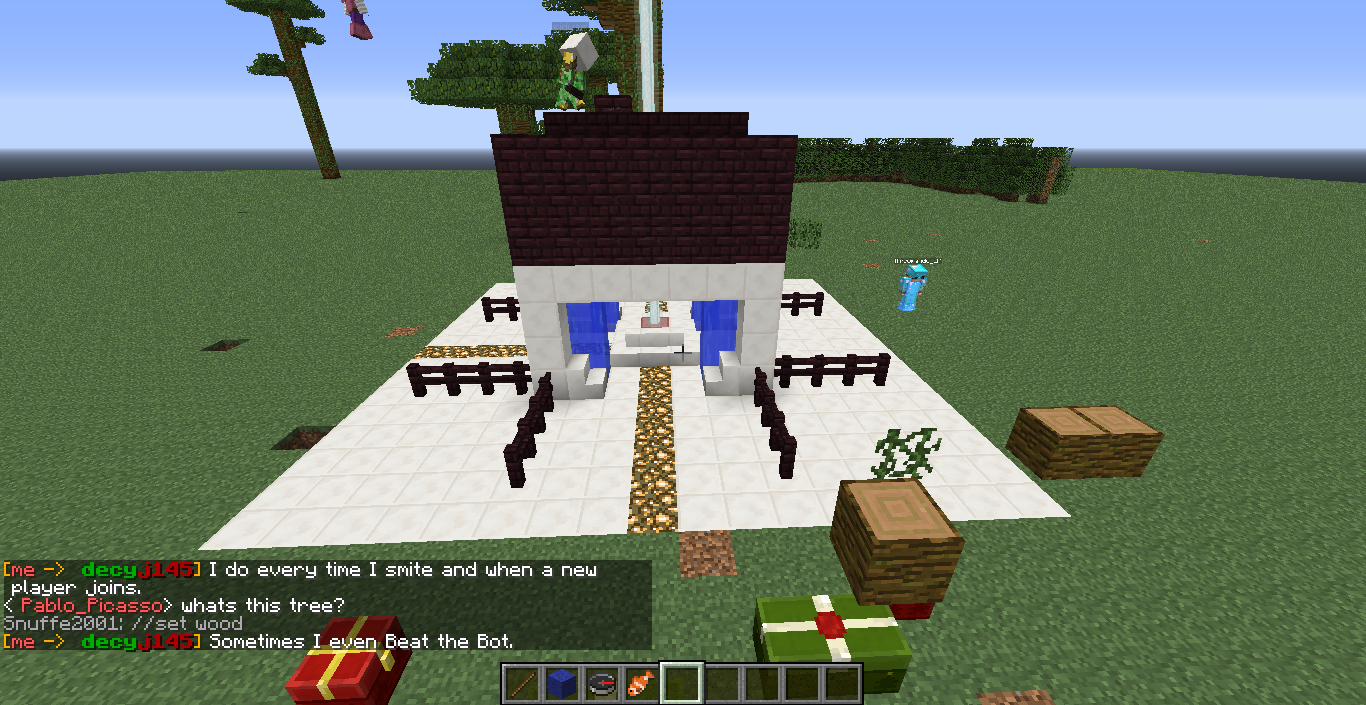 [me -> decyj145] I do every time I smite and when a new
player joins.
< Pablo_Picasso> whats this tree?
Snuffe2001: //set wood
[me -> decyj145] Sometimes I even Beat the Bot.